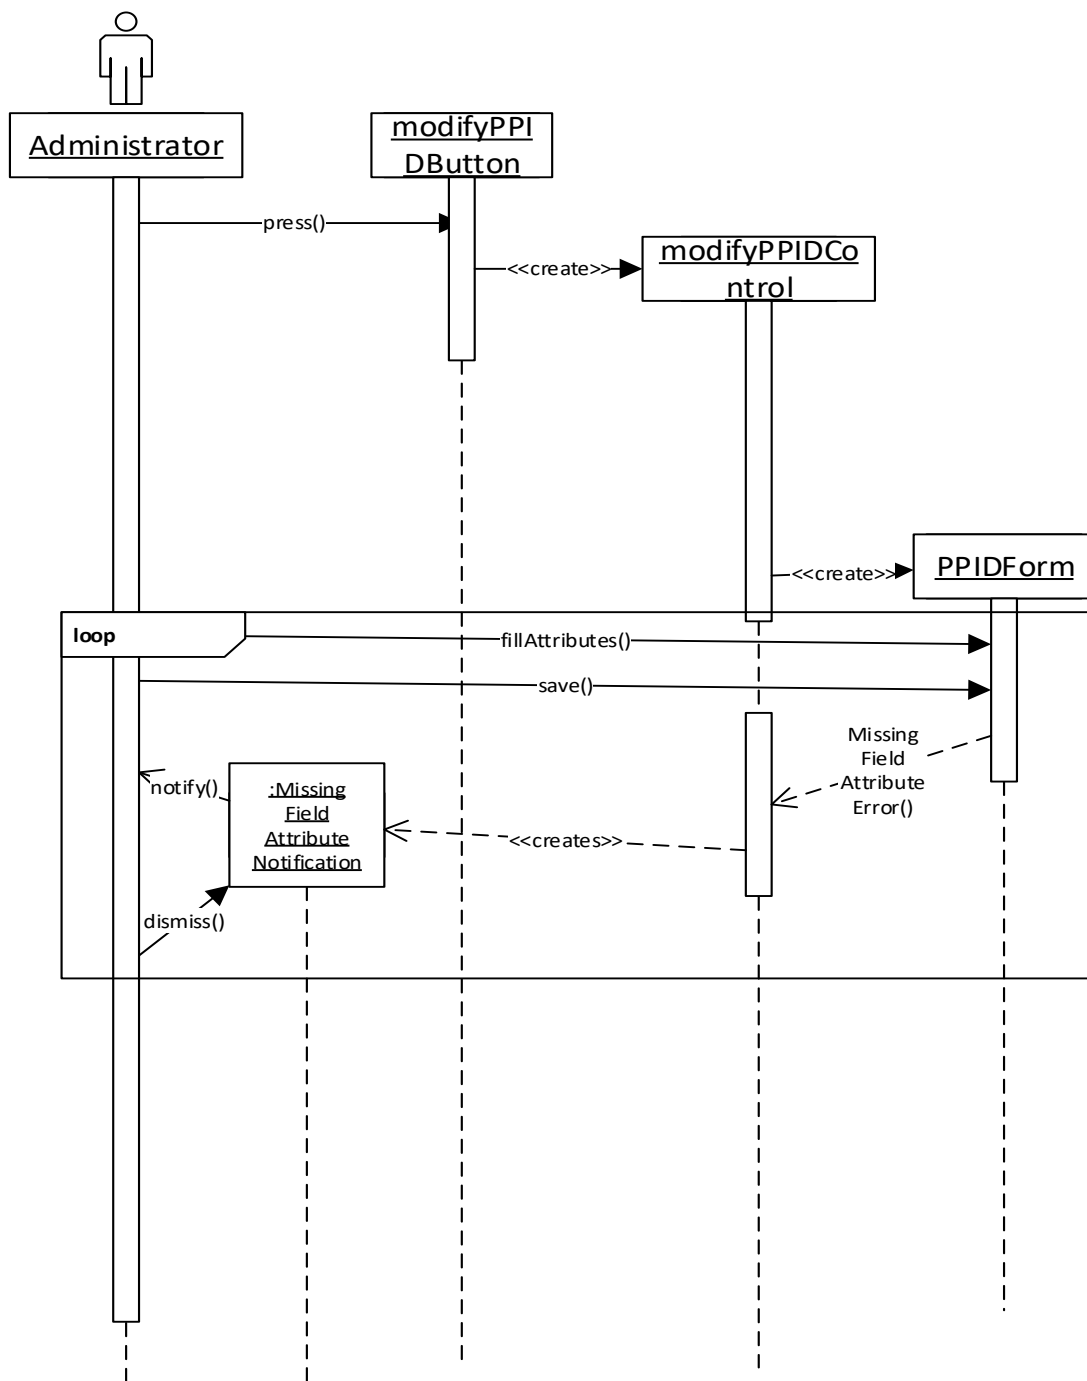 Administrator
modifyPPI
DButton
press()
modifyPPIDCo
ntrol
<<create>>
PPIDForm
<<create>>
loop
fillAttributes()
save()
Missing
Field
Attribute
Error()
notify()
:Missing
Field
Attribute
Notification
<<creates>>
dismiss()